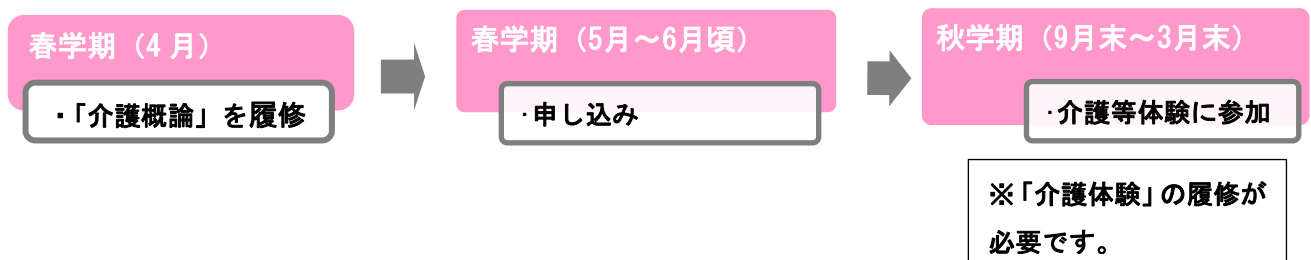 春学期（4月）
・「介護概論」を履修
春学期（5月～6月頃）
・申し込み
秋学期（9月末～3月末）
・介護等体験に参加
※「介護体験」の履修が
必要です。